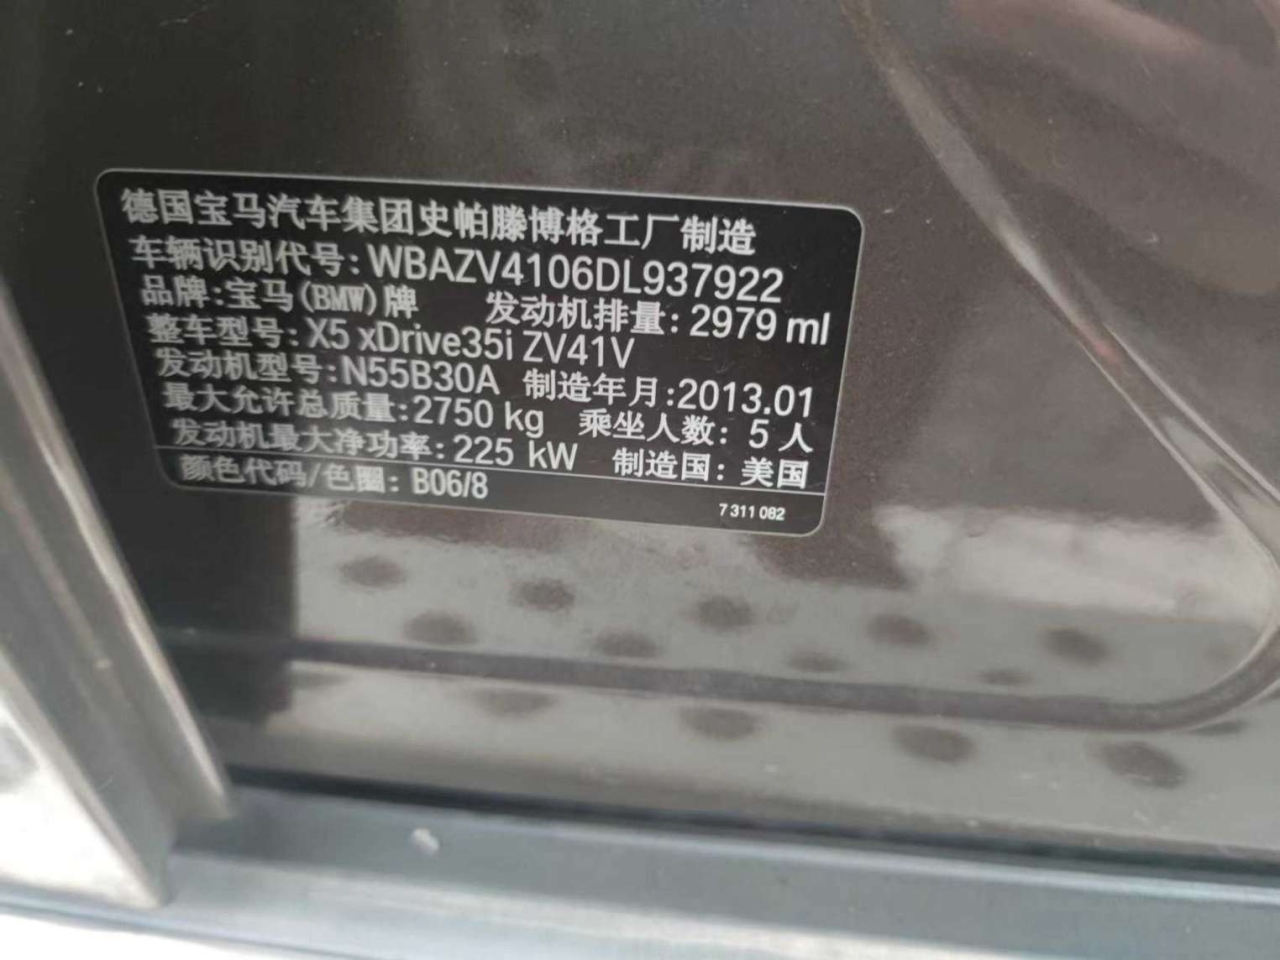 德国宝马汽车集团史帕滕博格工厂制造
车辆识别代号:WBAZV4106DL937922
品牌:宝马(BMW)牌 发动机排量:2979 ml
整车型号:X5 xDrive35i ZV41V
发动机型号:N55B30A 制造年月:2013.01
最大允许总质量:2750 kg 乘坐人数:5人
发动机最大净功率:225 kW 制造国:美国
颜色代码/色圈:B06/8
7 311 082